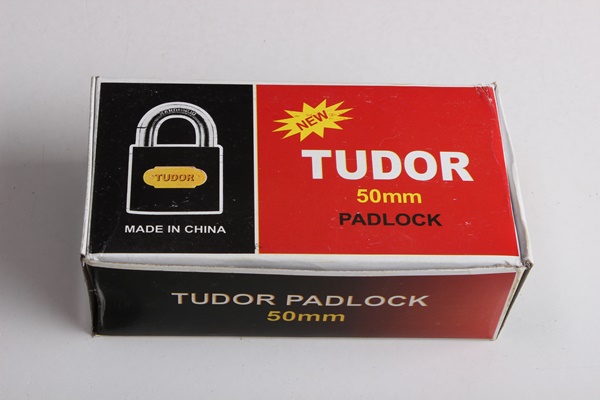 TUDOR
MADE IN CHINA
NEW
TUDOR
50mm
PADLOCK
TUDOR PADLOCK
50mm